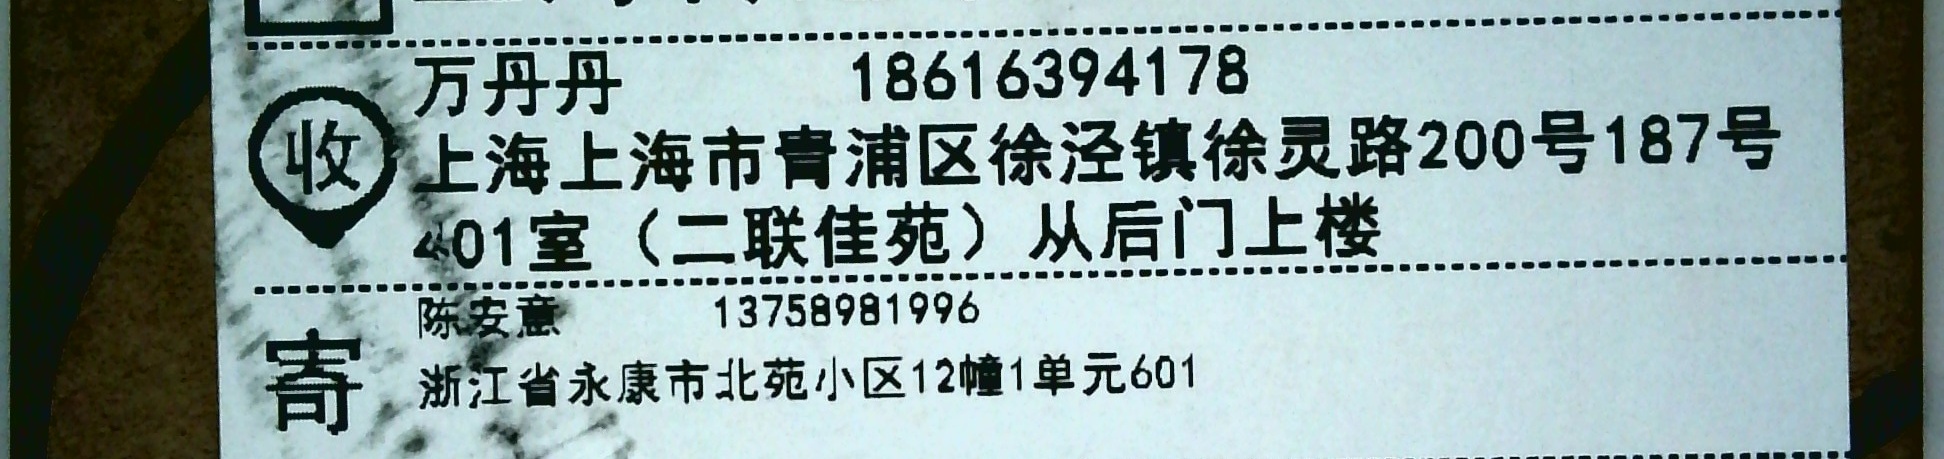 万丹丹 18616394178
收
上海上海市青浦区徐泾镇徐灵路200号187号
401室（二联佳苑）从后门上楼
陈安意 13758981996
寄
浙江省永康市北苑小区12幢1单元601